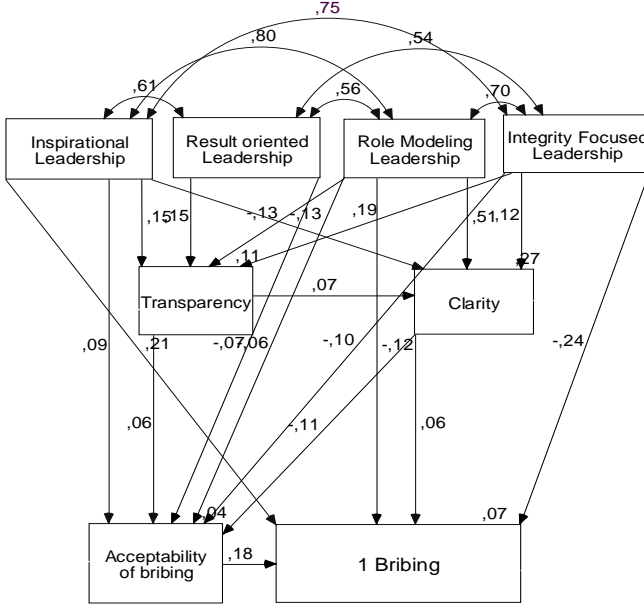 ,75
,80
,54
,61
,56
,70
Inspirational
Leadership
Result oriented
Leadership
Role Modeling
Leadership
Integrity Focused
Leadership
,15
,15
-,13
-,13
,19
,51
,12
,11
,27
Transparency
,07
Clarity
,09
,21
-,07
-,06
-,10
-,12
-,24
,06
-,11
,06
,04
,07
Acceptability
of bribing
,18
1 Bribing